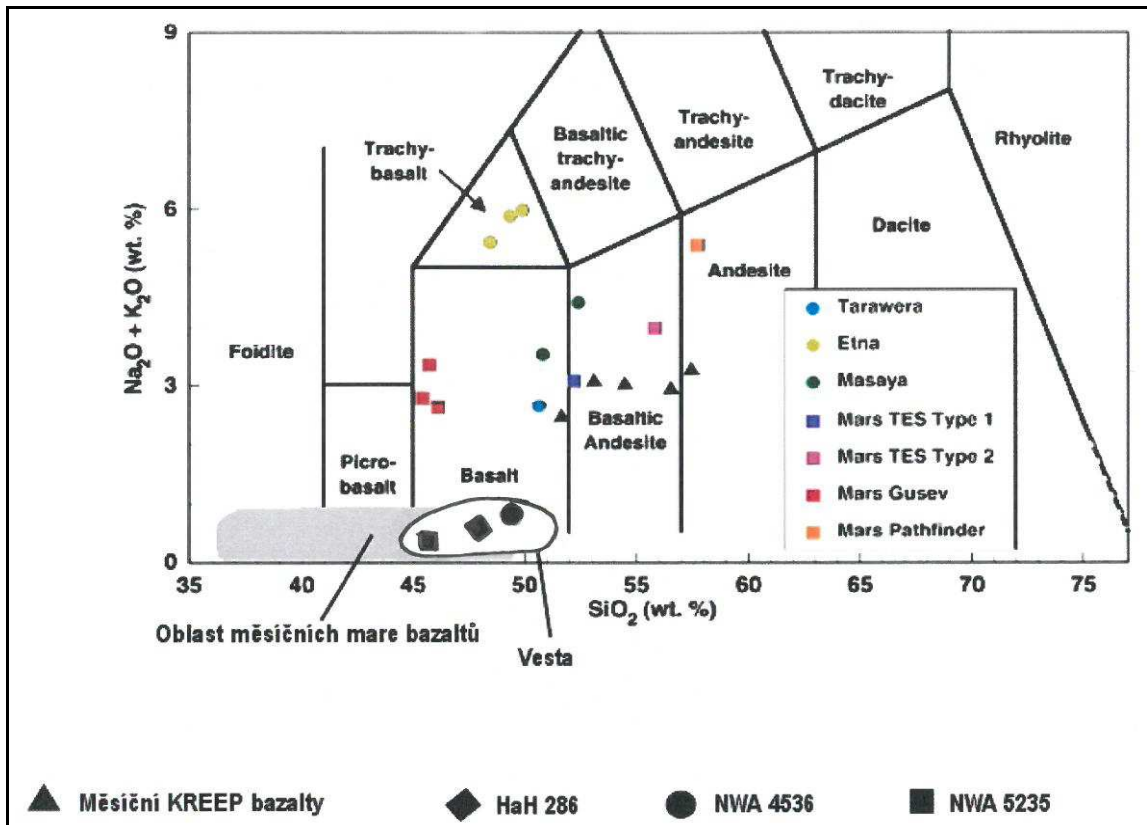 9
6
3
0
Na2O + K2O (wt. %)
Foidite
Picro-
basalt
Trachy-
basalt
Basaltic
trachy-
andesite
Trachy-
andesite
Trachy-
dacite
Rhyolite
Dacite
Andesite
Basaltic
Andesite
Basalt
Tarawera
Etna
Masaya
Mars TES Type 1
Mars TES Type 2
Mars Gusev
Mars Pathfinder
35 40 45 50 55 60 65 70 75
SiO2 (wt. %)
Oblast měsíčních mare bazaltů
Vesta
Měsíční KREEP bazalty
HaH 286
NWA 4536
NWA 5235